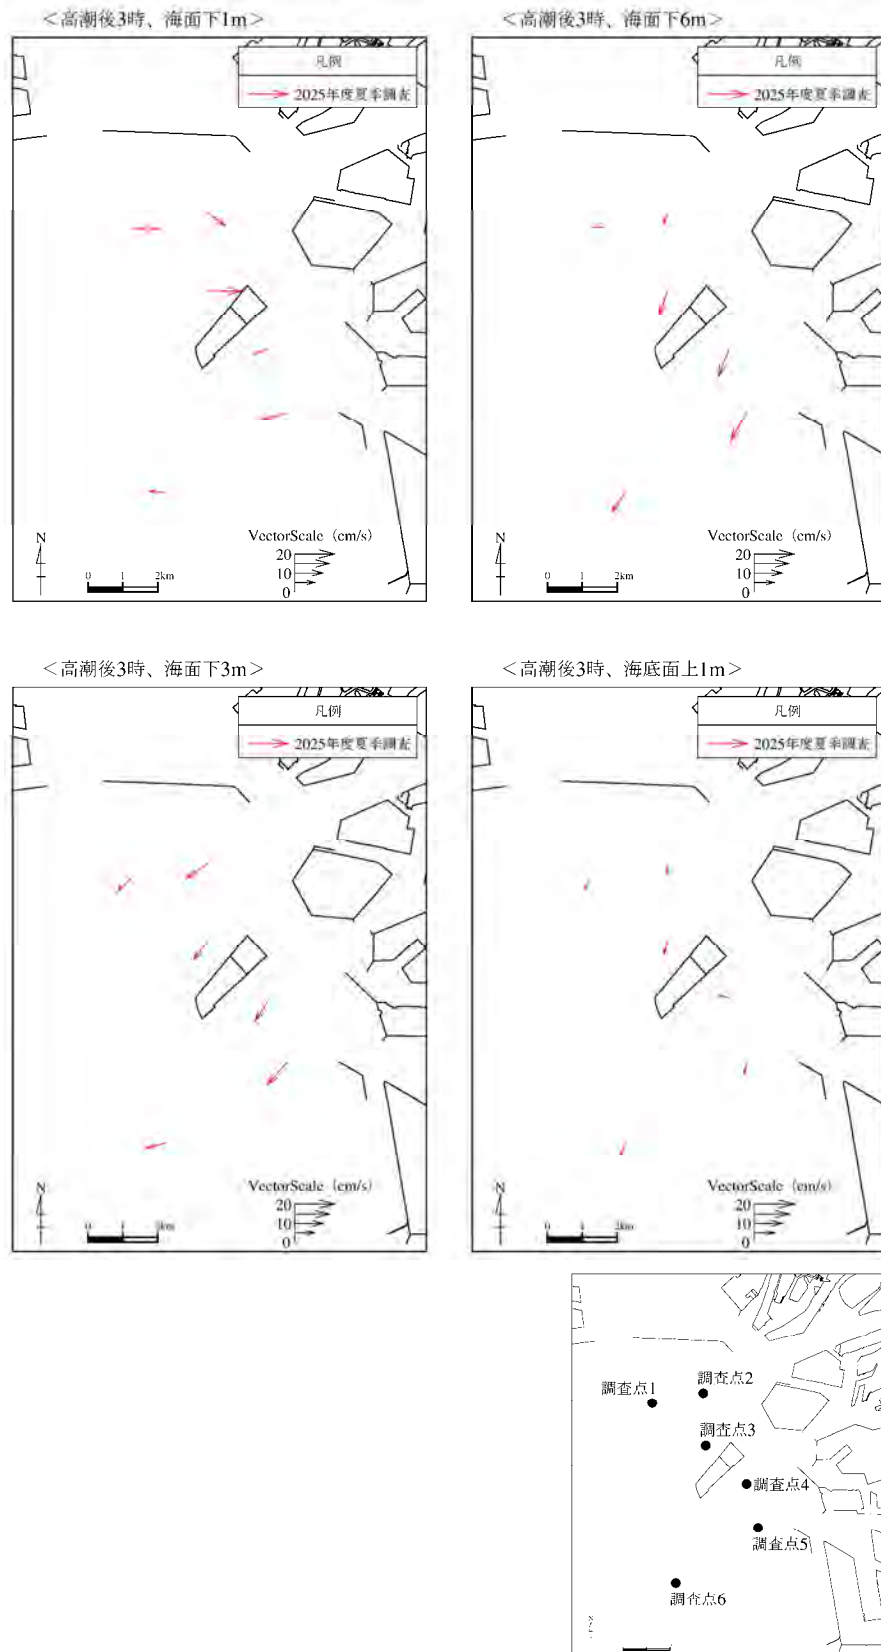 ＜高潮後3時、海面下1m＞
凡例
2025年度夏季調査
N
0 1 2km
VectorScale (cm/s)
20
10
0
＜高潮後3時、海面下6m＞
凡例
2025年度夏季調査
N
0 1 2km
VectorScale (cm/s)
20
10
0
＜高潮後3時、海面下3m＞
凡例
2025年度夏季調査
N
0 1 2km
VectorScale (cm/s)
20
10
0
＜高潮後3時、海底面上1m＞
凡例
2025年度夏季調査
N
0 1 2km
VectorScale (cm/s)
20
10
0
調査点1
調査点2
調査点3
調査点4
調査点5
調査点6